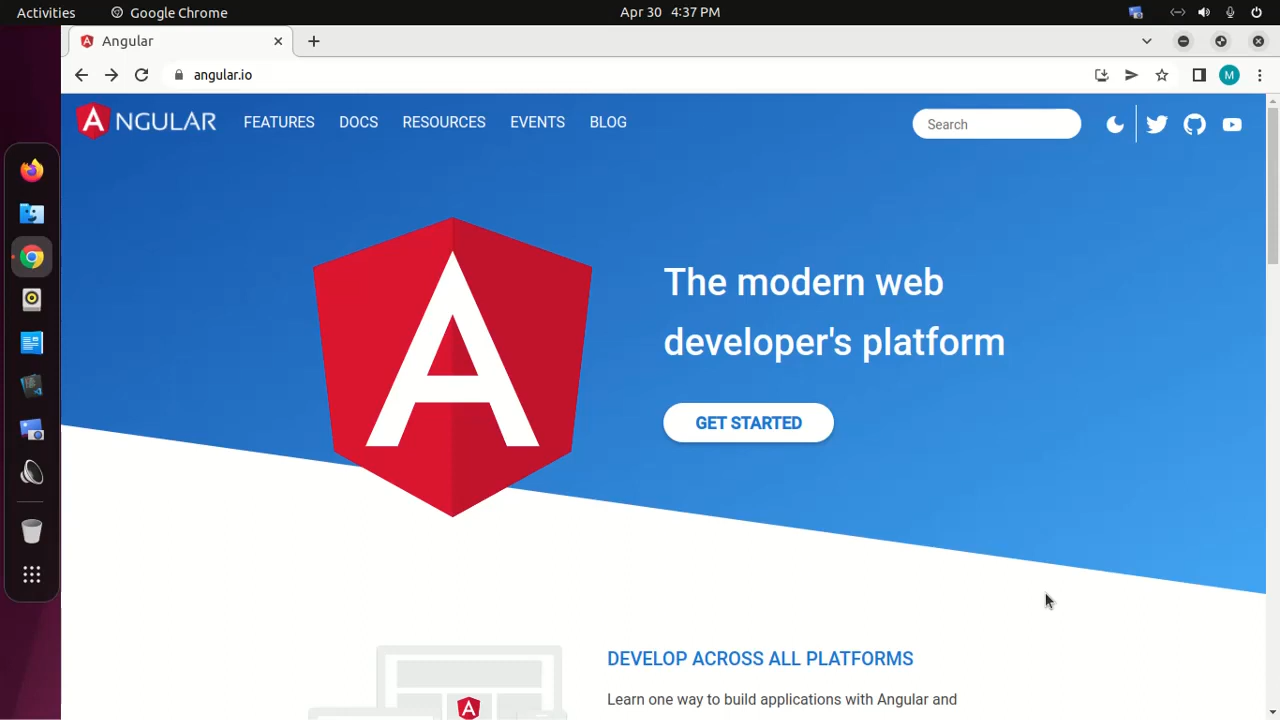 Activities Google Chrome Apr 30 4:37 PM
Angular
angular.io M
NGULAR FEATURES DOCS RESOURCES EVENTS BLOG Search
A
The modern web
developer's platform
GET STARTED
DEVELOP ACROSS ALL PLATFORMS
Learn one way to build applications with Angular and